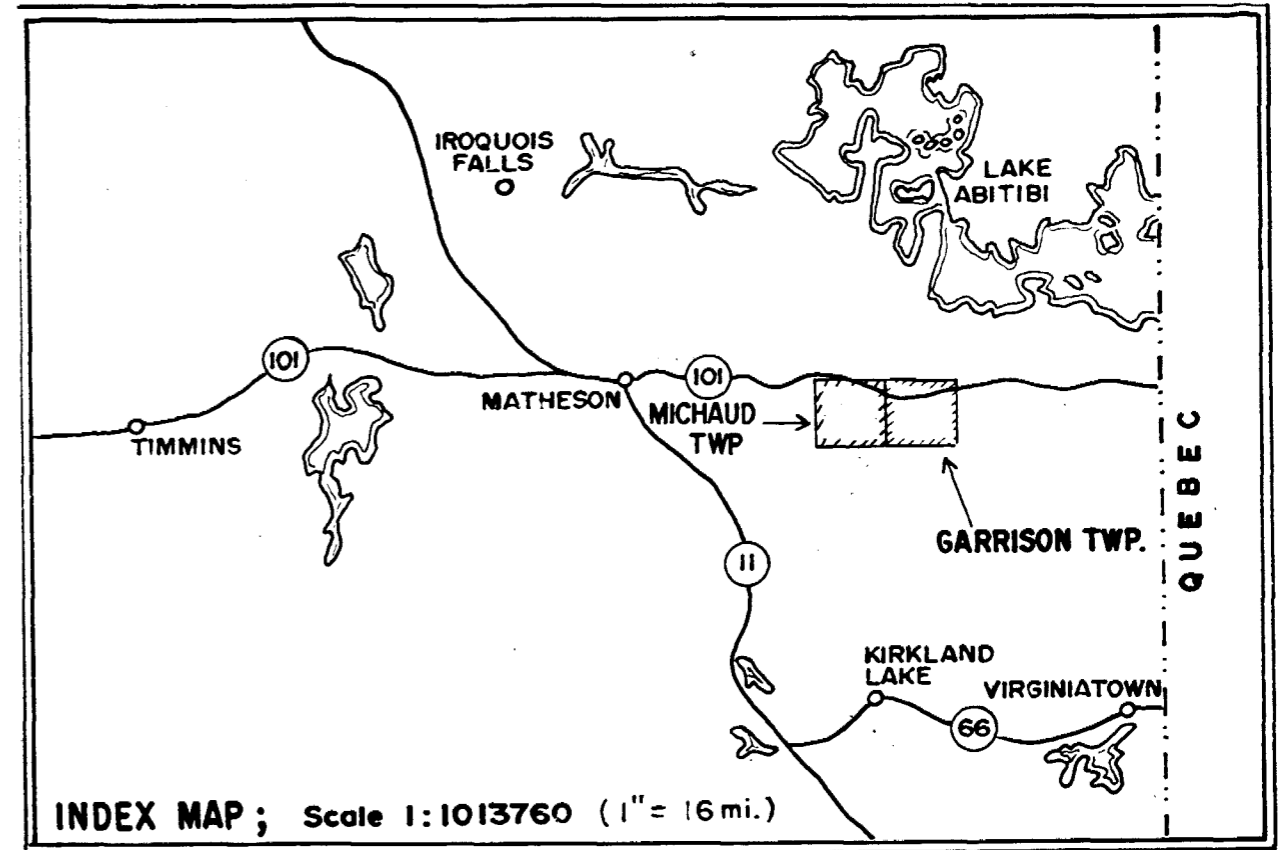 IROQUOIS
FALLS
LAKE
ABITIBI
101
MATHESON
101
MICHAUD
TWP
TIMMINS
QUEBEC
GARRISON TWP.
11
KIRKLAND
LAKE
VIRGINIATOWN
66
INDEX MAP; Scale 1:1013760 (1" = 16 mi.)